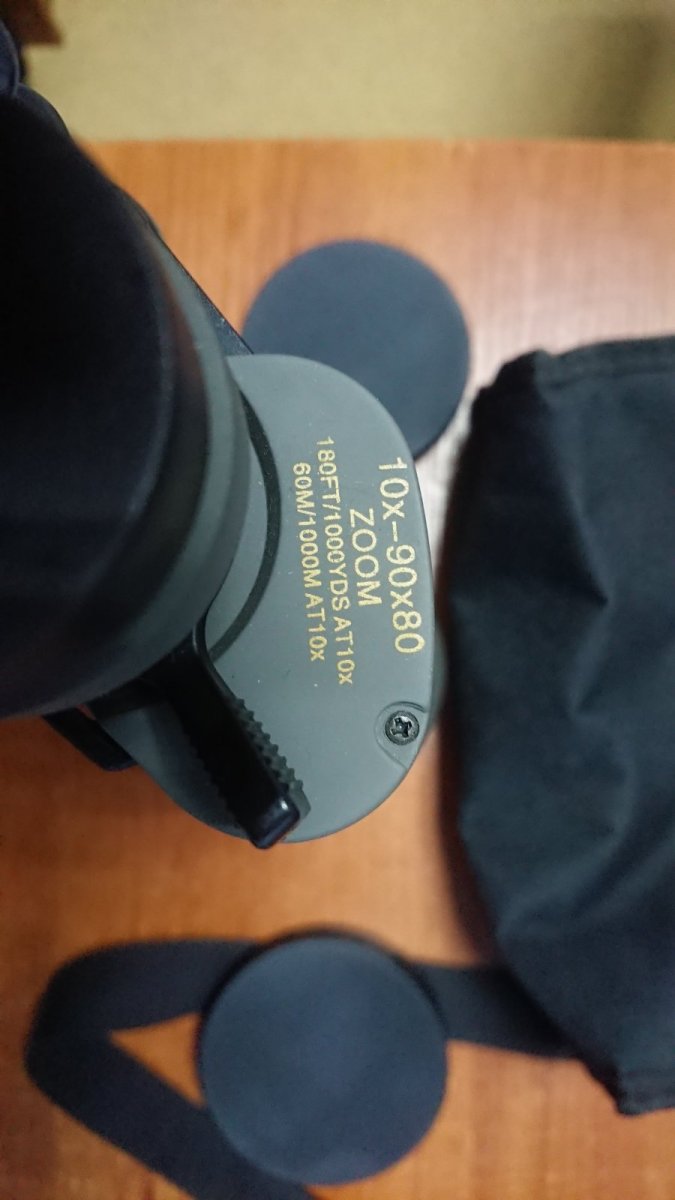 10x-90x80
ZOOM
180FT/1000YDS AT10x
60M/1000M AT10x